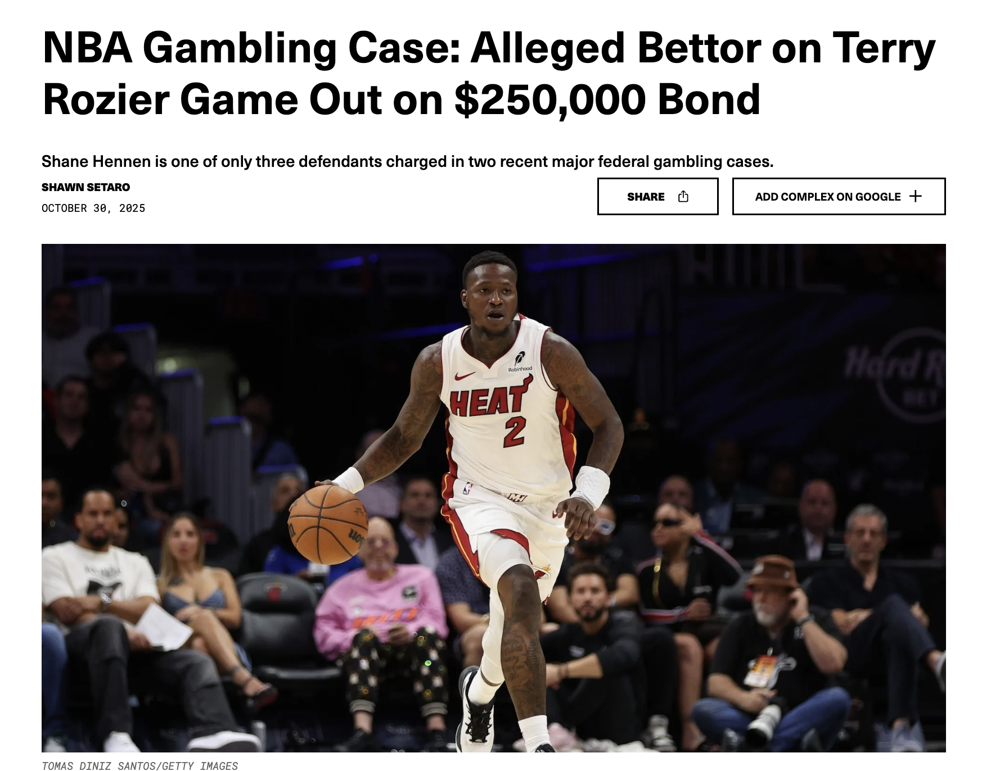 NBA Gambling Case: Alleged Bettor on Terry
Rozier Game Out on $250,000 Bond
Shane Hennen is one of only three defendants charged in two recent major federal gambling cases.
SHAWN SETARO
OCTOBER 30, 2025
SHARE
ADD COMPLEX ON GOOGLE
Robinhood
HEAT
2
Hard R
BET
TOMAS DINIZ SANTOS/GETTY IMAGES